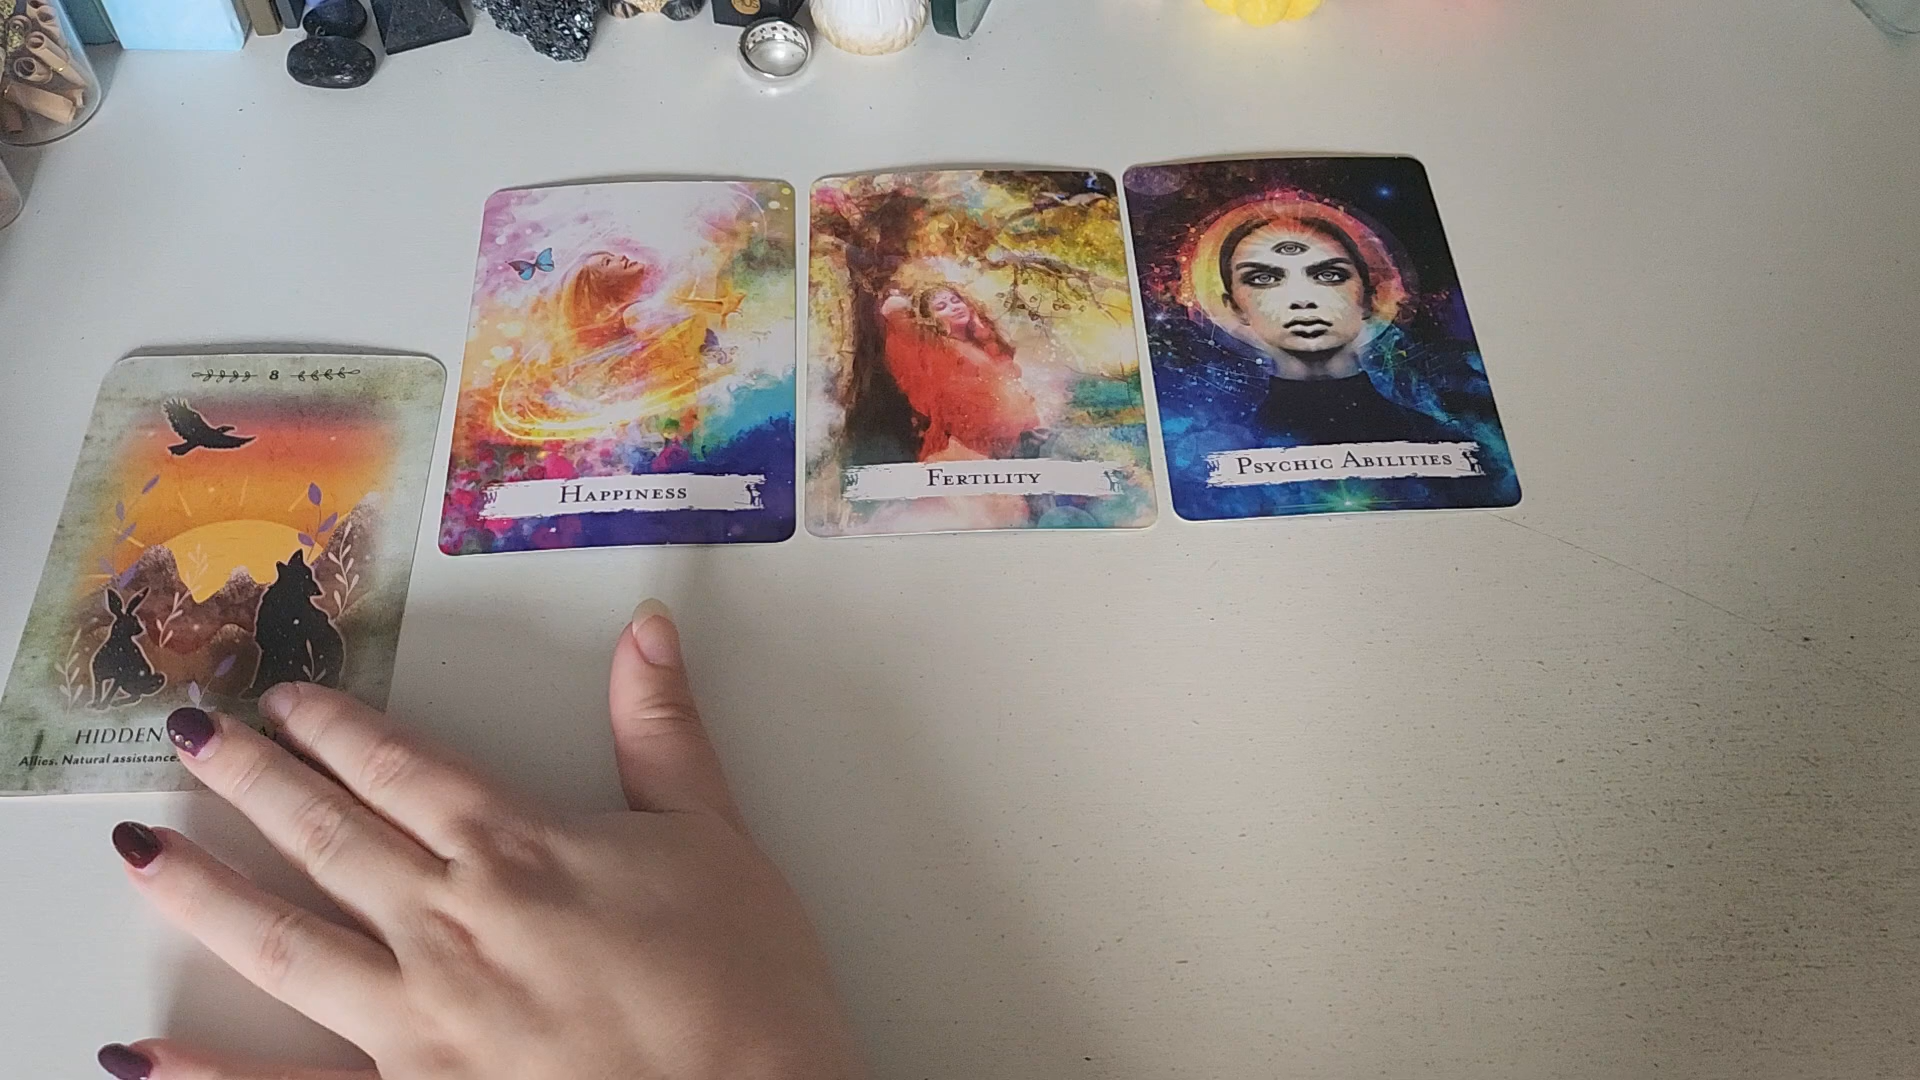 8
HIDDEN
Allies. Natural assistance.
HAPPINESS
FERTILITY
PSYCHIC ABILITIES